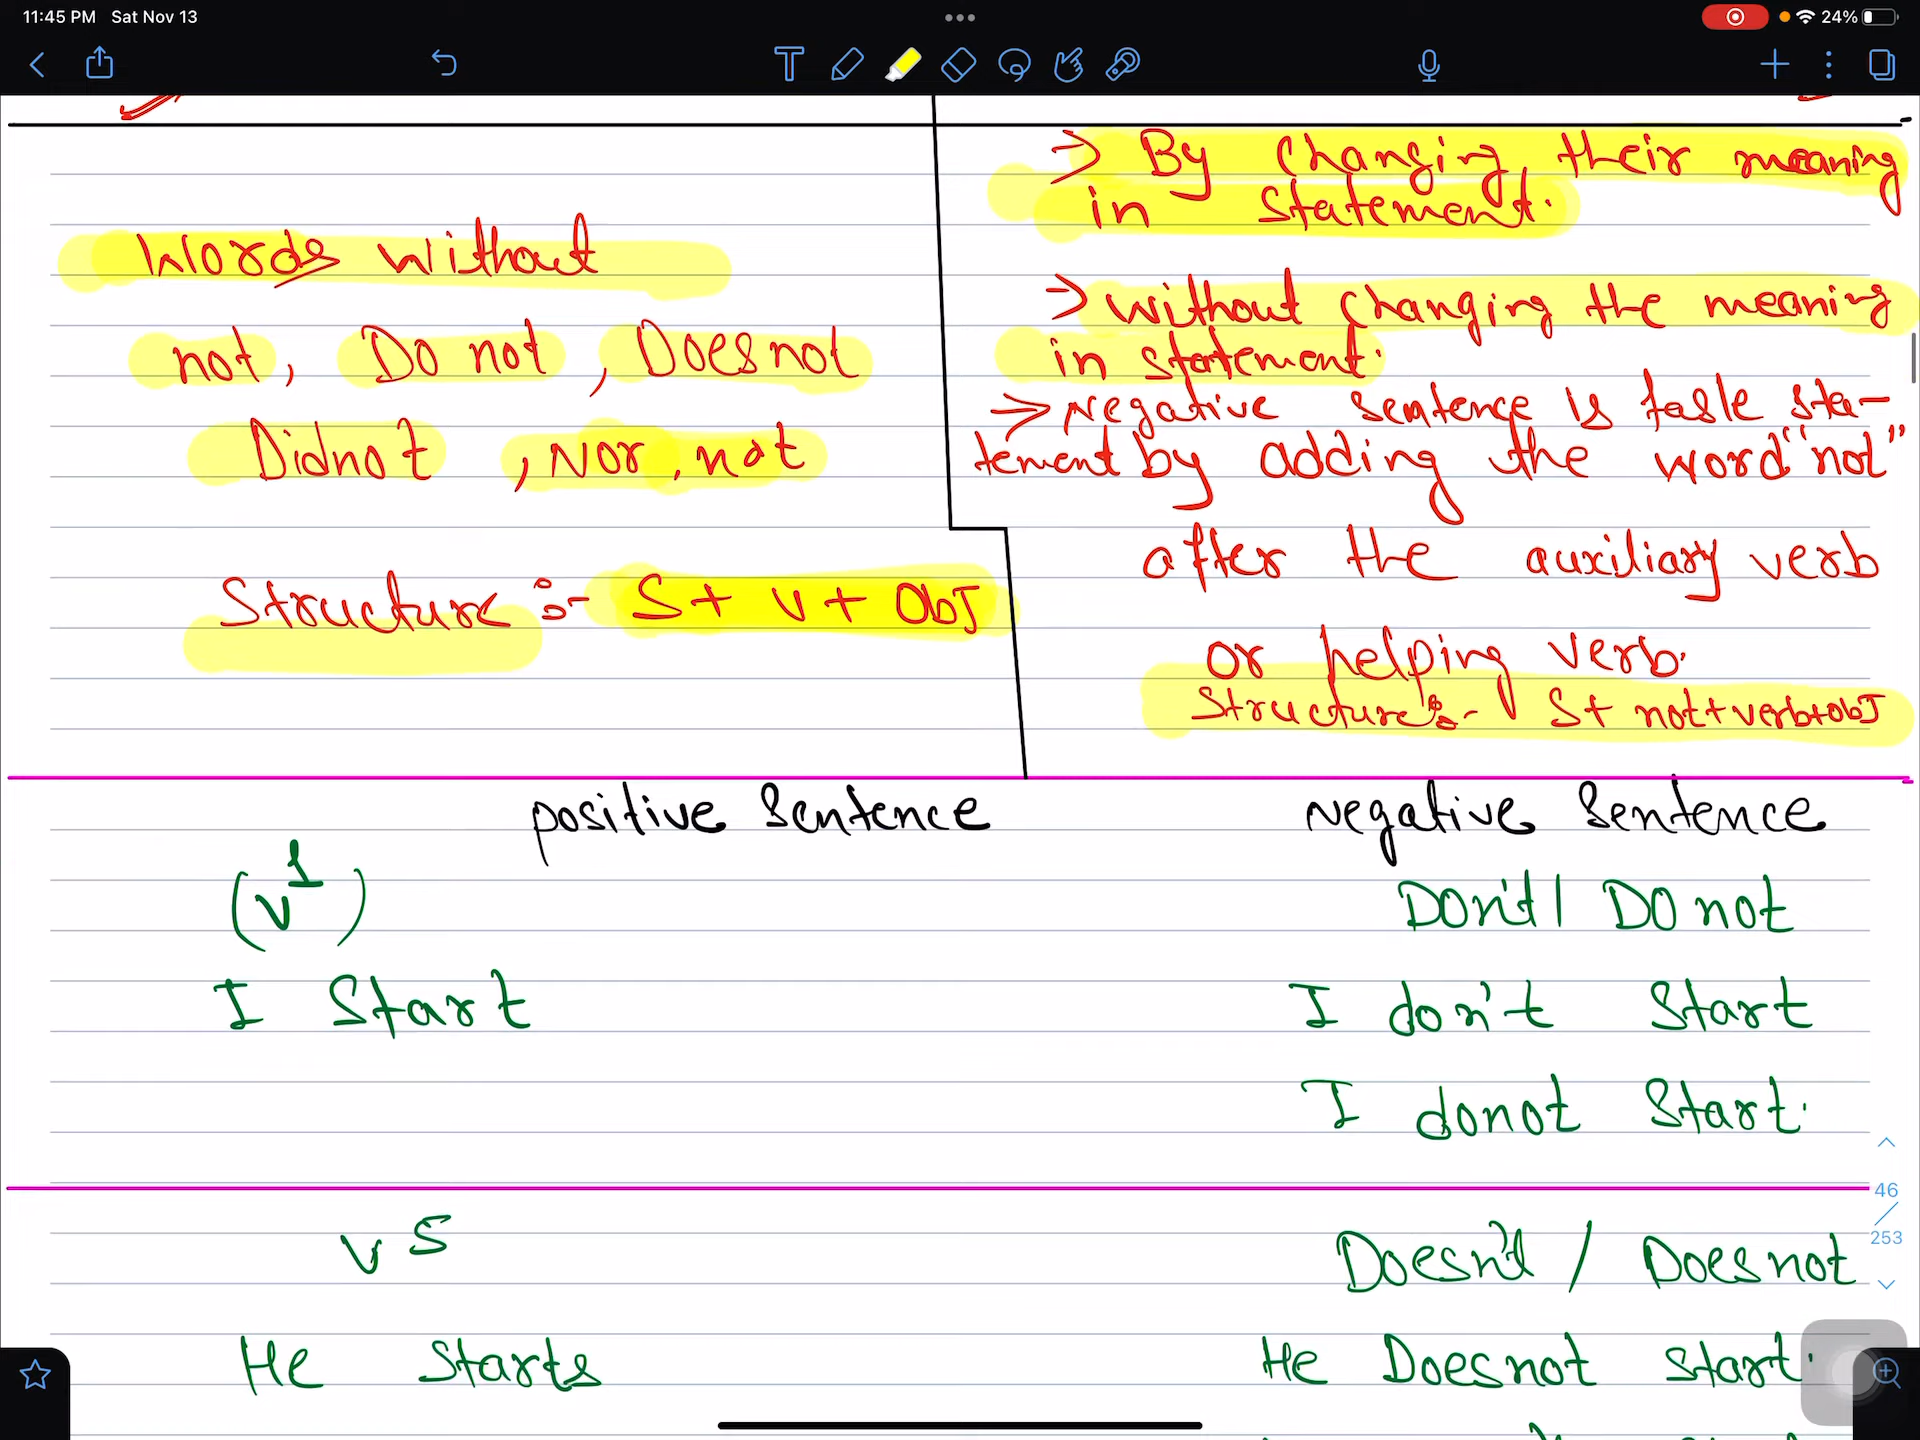 11:45 PM Sat Nov 13
24%
Words without
not, Do not, Does not
Didnot, Nor, not
Structure :- S + V + Obj
→ By changing their meaning
in statement.
→ without changing the meaning
in statement.
→ Negative sentence is fasle sta-
tement by adding the word "not"
after the auxiliary verb
or helping verb.
Structure :- S + not + verb + obj
positive sentence
negative sentence
(v1)
Don't / DO not
I Start
I don't Start
I donot Start.
v s
Doesn't / Does not
He Starts
He Doesnot start.
46
253